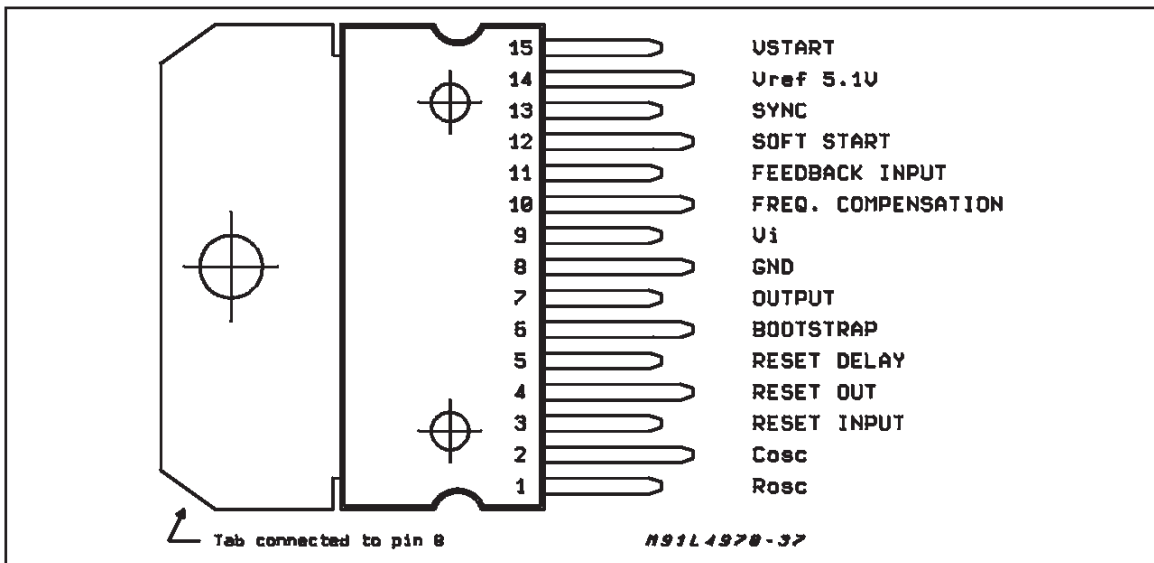 15 VSTART
14 Vref 5.1V
13 SYNC
12 SOFT START
11 FEEDBACK INPUT
10 FREQ. COMPENSATION
9 Vi
8 GND
7 OUTPUT
6 BOOTSTRAP
5 RESET DELAY
4 RESET OUT
3 RESET INPUT
2 Cosc
1 Rosc
Tab connected to pin 8 M91L4970-37